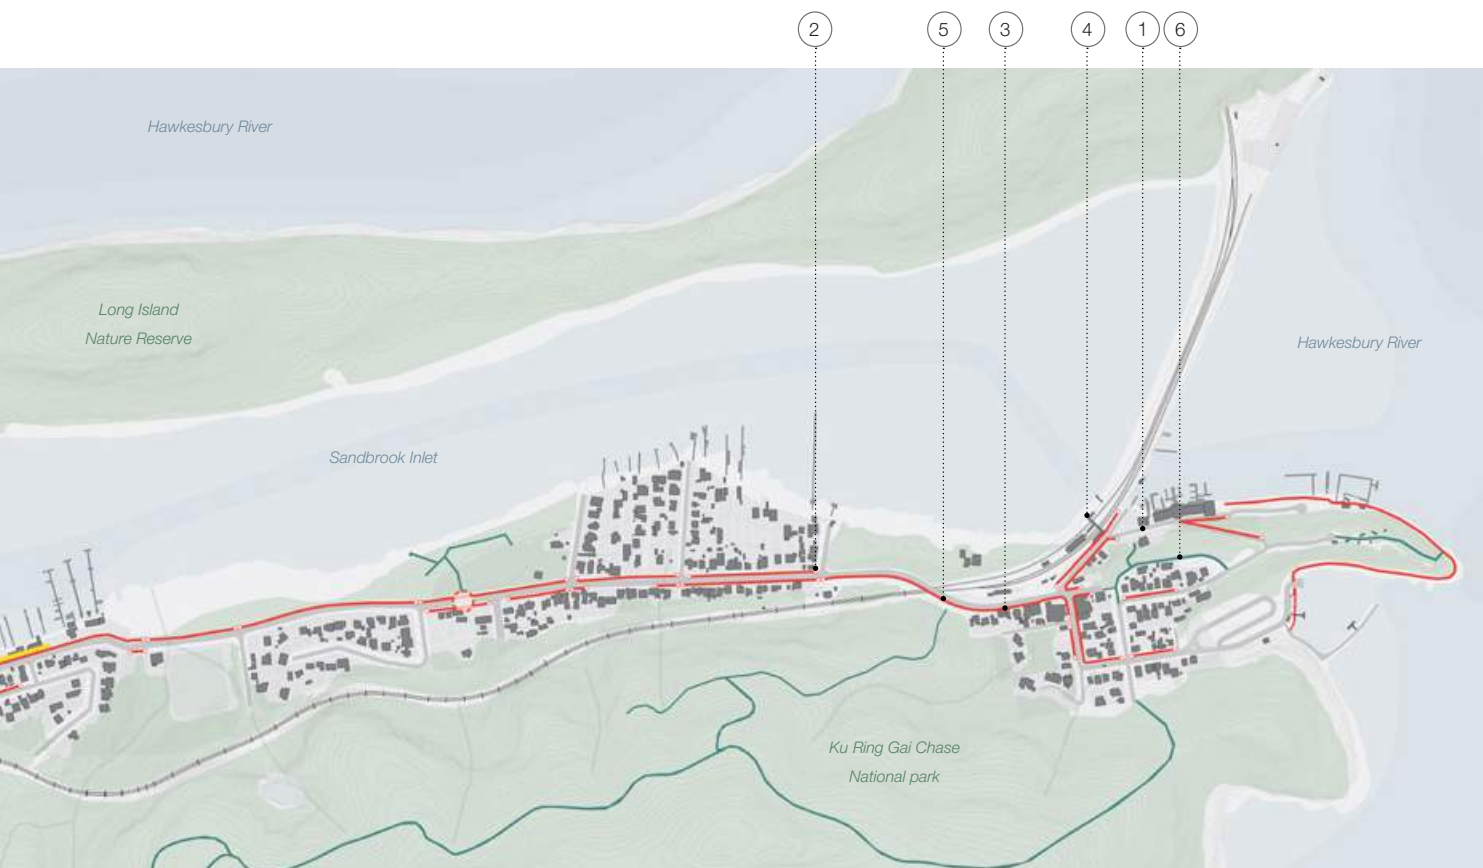 2 5 3 4 1 6
Hawkesbury River
Long Island
Nature Reserve
Hawkesbury River
Sandbrook Inlet
Ku Ring Gai Chase
National park